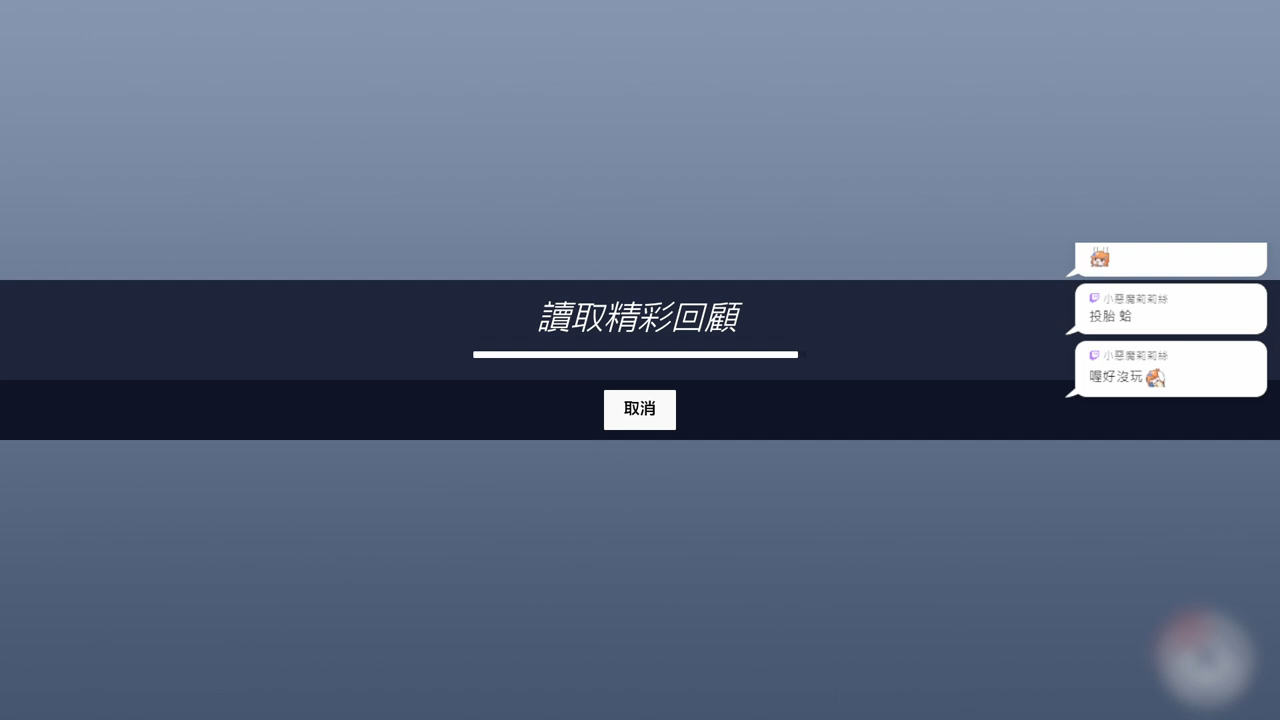 讀取精彩回顧
取消
小惡魔莉莉絲
投胎 蛤
小惡魔莉莉絲
喔好沒玩